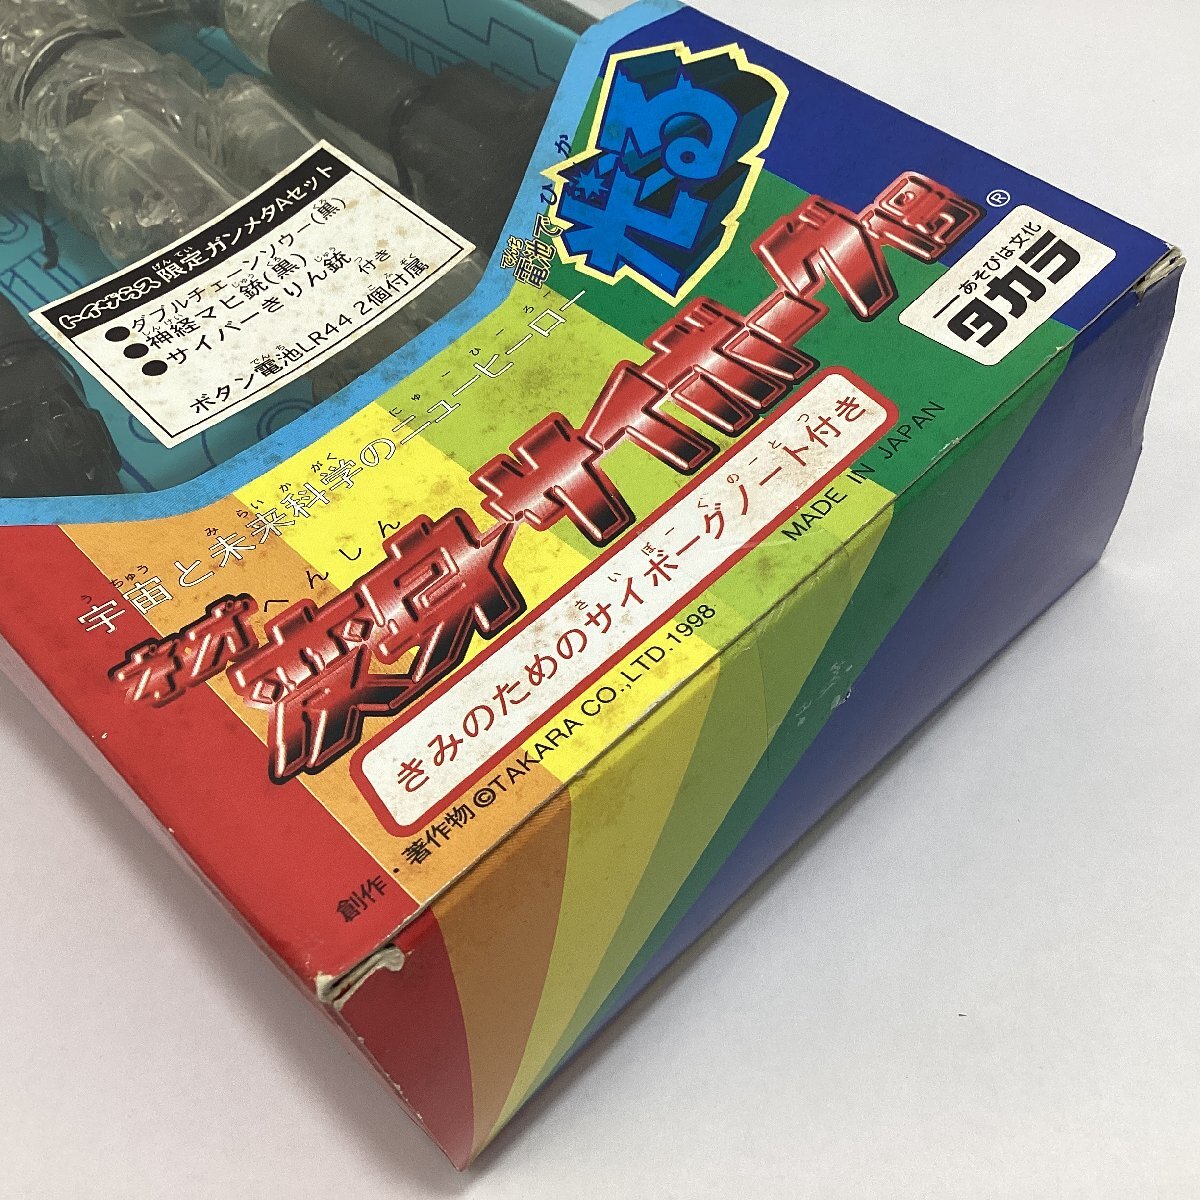 トイザらス 限定ガンメタAセット
●ダブルチェーンソウー(黒)
●神経マヒ銃(黒)
●サイバーきりん銃 付き
ボタン電池LR44 2個付属
電池でひかる
光る
宇宙と未来科学のニューヒーロー
ネオ変身サイボーグ
®
あそびは文化
タカラ
きみのためのサイボーグノート付き
創作・著作物 ©TAKARA CO.,LTD.1998
MADE IN JAPAN